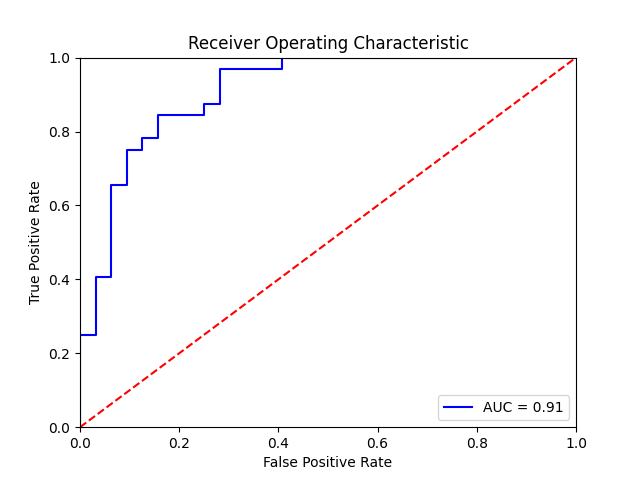 Receiver Operating Characteristic
True Positive Rate
1.0
0.8
0.6
0.4
0.2
0.0
AUC = 0.91
0.0 0.2 0.4 0.6 0.8 1.0
False Positive Rate